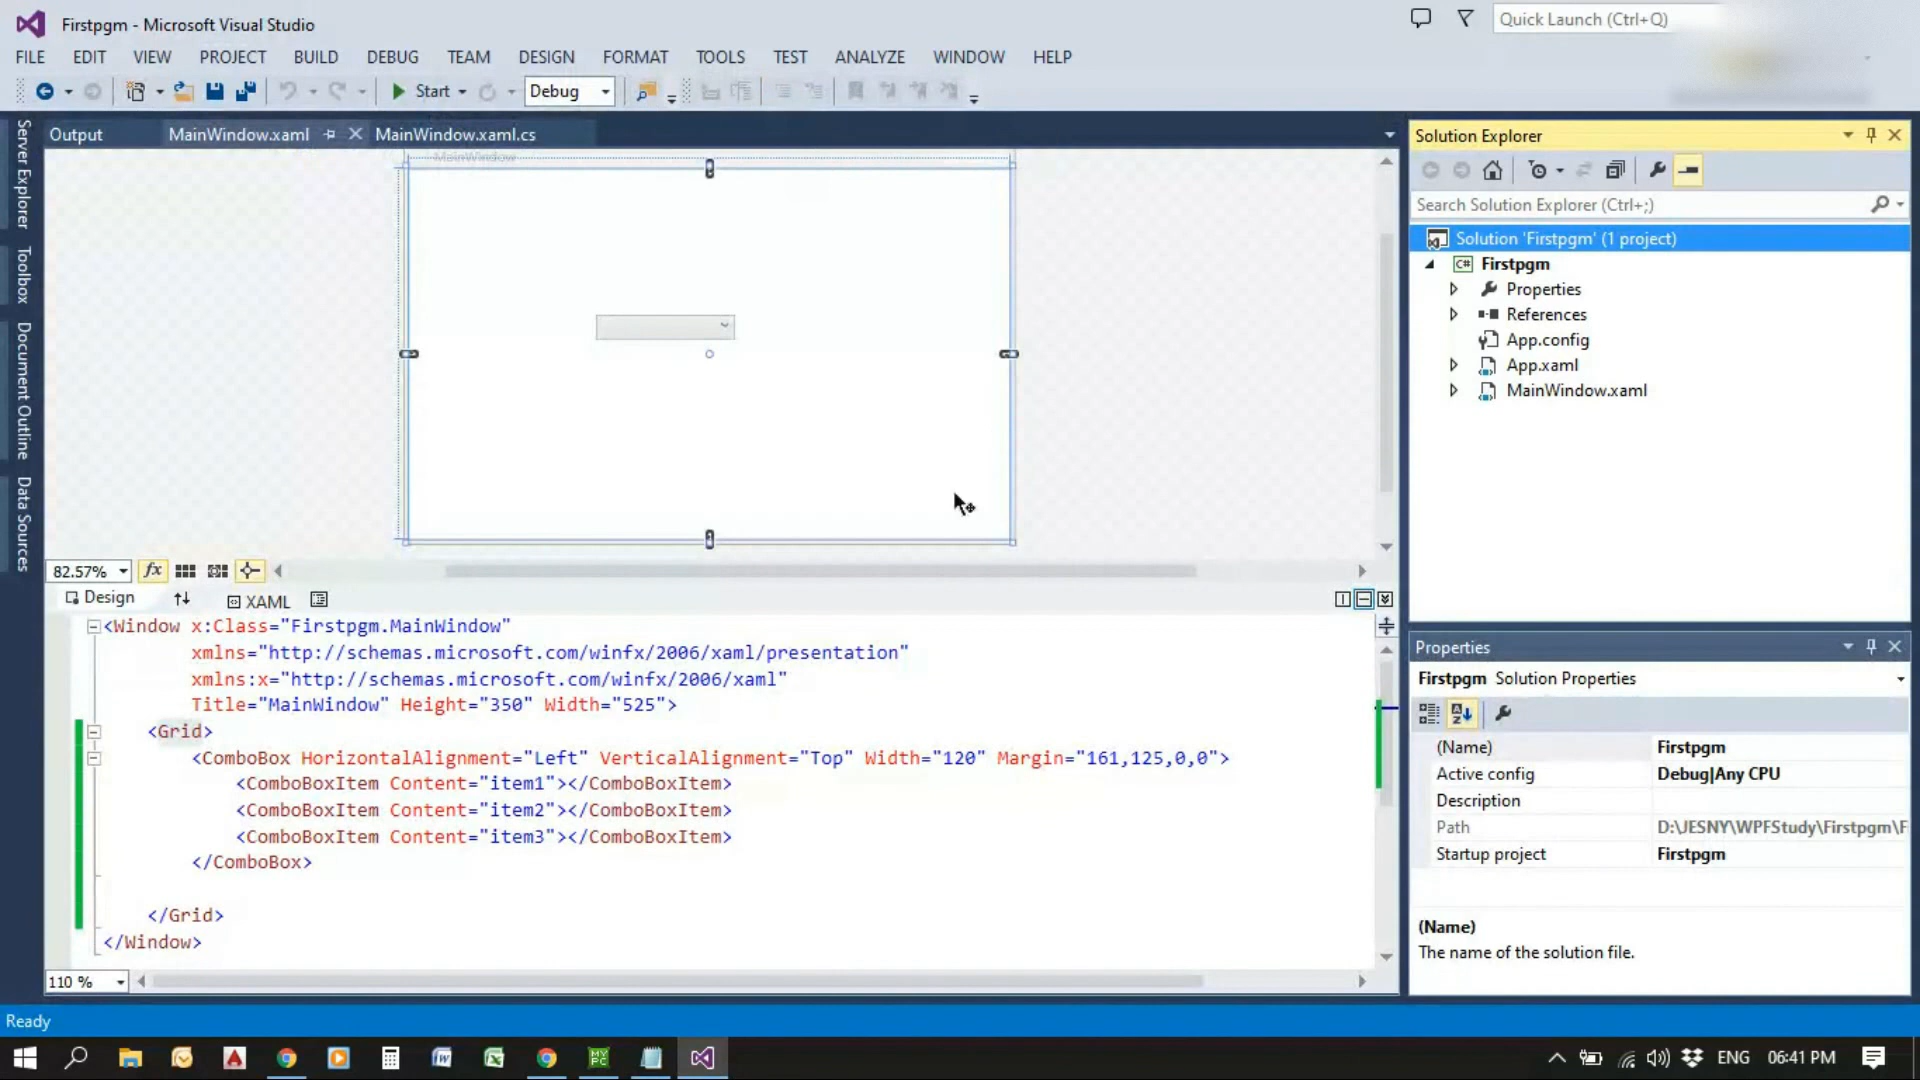 Firstpgm - Microsoft Visual Studio
Quick Launch (Ctrl+Q)
FILE EDIT VIEW PROJECT BUILD DEBUG TEAM DESIGN FORMAT TOOLS TEST ANALYZE WINDOW HELP
Start Debug
Server Explorer
Toolbox
Document Outline
Data Sources
Output MainWindow.xaml MainWindow.xaml.cs
MainWindow
82.57% fx
Design XAML
<Window x:Class="Firstpgm.MainWindow"
xmlns="http://schemas.microsoft.com/winfx/2006/xaml/presentation"
xmlns:x="http://schemas.microsoft.com/winfx/2006/xaml"
Title="MainWindow" Height="350" Width="525">
<Grid>
<ComboBox HorizontalAlignment="Left" VerticalAlignment="Top" Width="120" Margin="161,125,0,0">
<ComboBoxItem Content="item1"></ComboBoxItem>
<ComboBoxItem Content="item2"></ComboBoxItem>
<ComboBoxItem Content="item3"></ComboBoxItem>
</ComboBox>
</Grid>
</Window>
110 %
Solution Explorer
Search Solution Explorer (Ctrl+;)
Solution 'Firstpgm' (1 project)
C# Firstpgm
Properties
References
App.config
App.xaml
MainWindow.xaml
Properties
Firstpgm Solution Properties
(Name) Firstpgm
Active config Debug|Any CPU
Description
Path D:\JESNY\WPFStudy\Firstpgm\F
Startup project Firstpgm
(Name)
The name of the solution file.
Ready
MY PC
ENG 06:41 PM